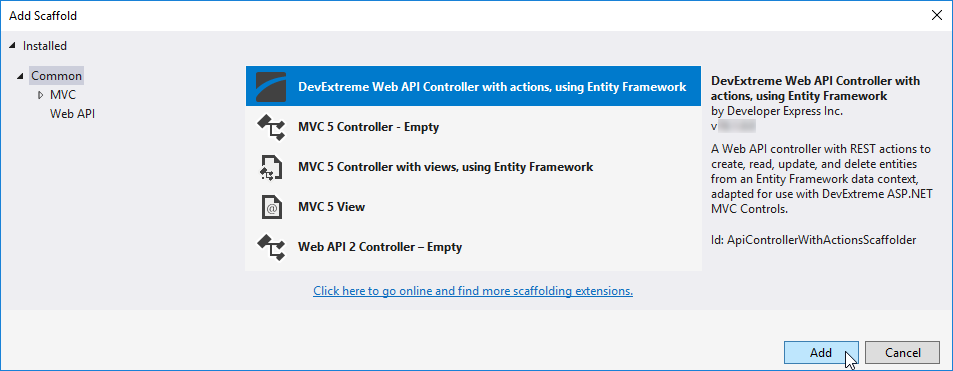 Add Scaffold
Installed
Common
MVC
Web API
DevExtreme Web API Controller with actions, using Entity Framework
MVC 5 Controller - Empty
MVC 5 Controller with views, using Entity Framework
MVC 5 View
Web API 2 Controller – Empty
Click here to go online and find more scaffolding extensions.
DevExtreme Web API Controller with
actions, using Entity Framework
by Developer Express Inc.
v
A Web API controller with REST actions to
create, read, update, and delete entities
from an Entity Framework data context,
adapted for use with DevExtreme ASP.NET
MVC Controls.
Id: ApiControllerWithActionsScaffolder
Add
Cancel